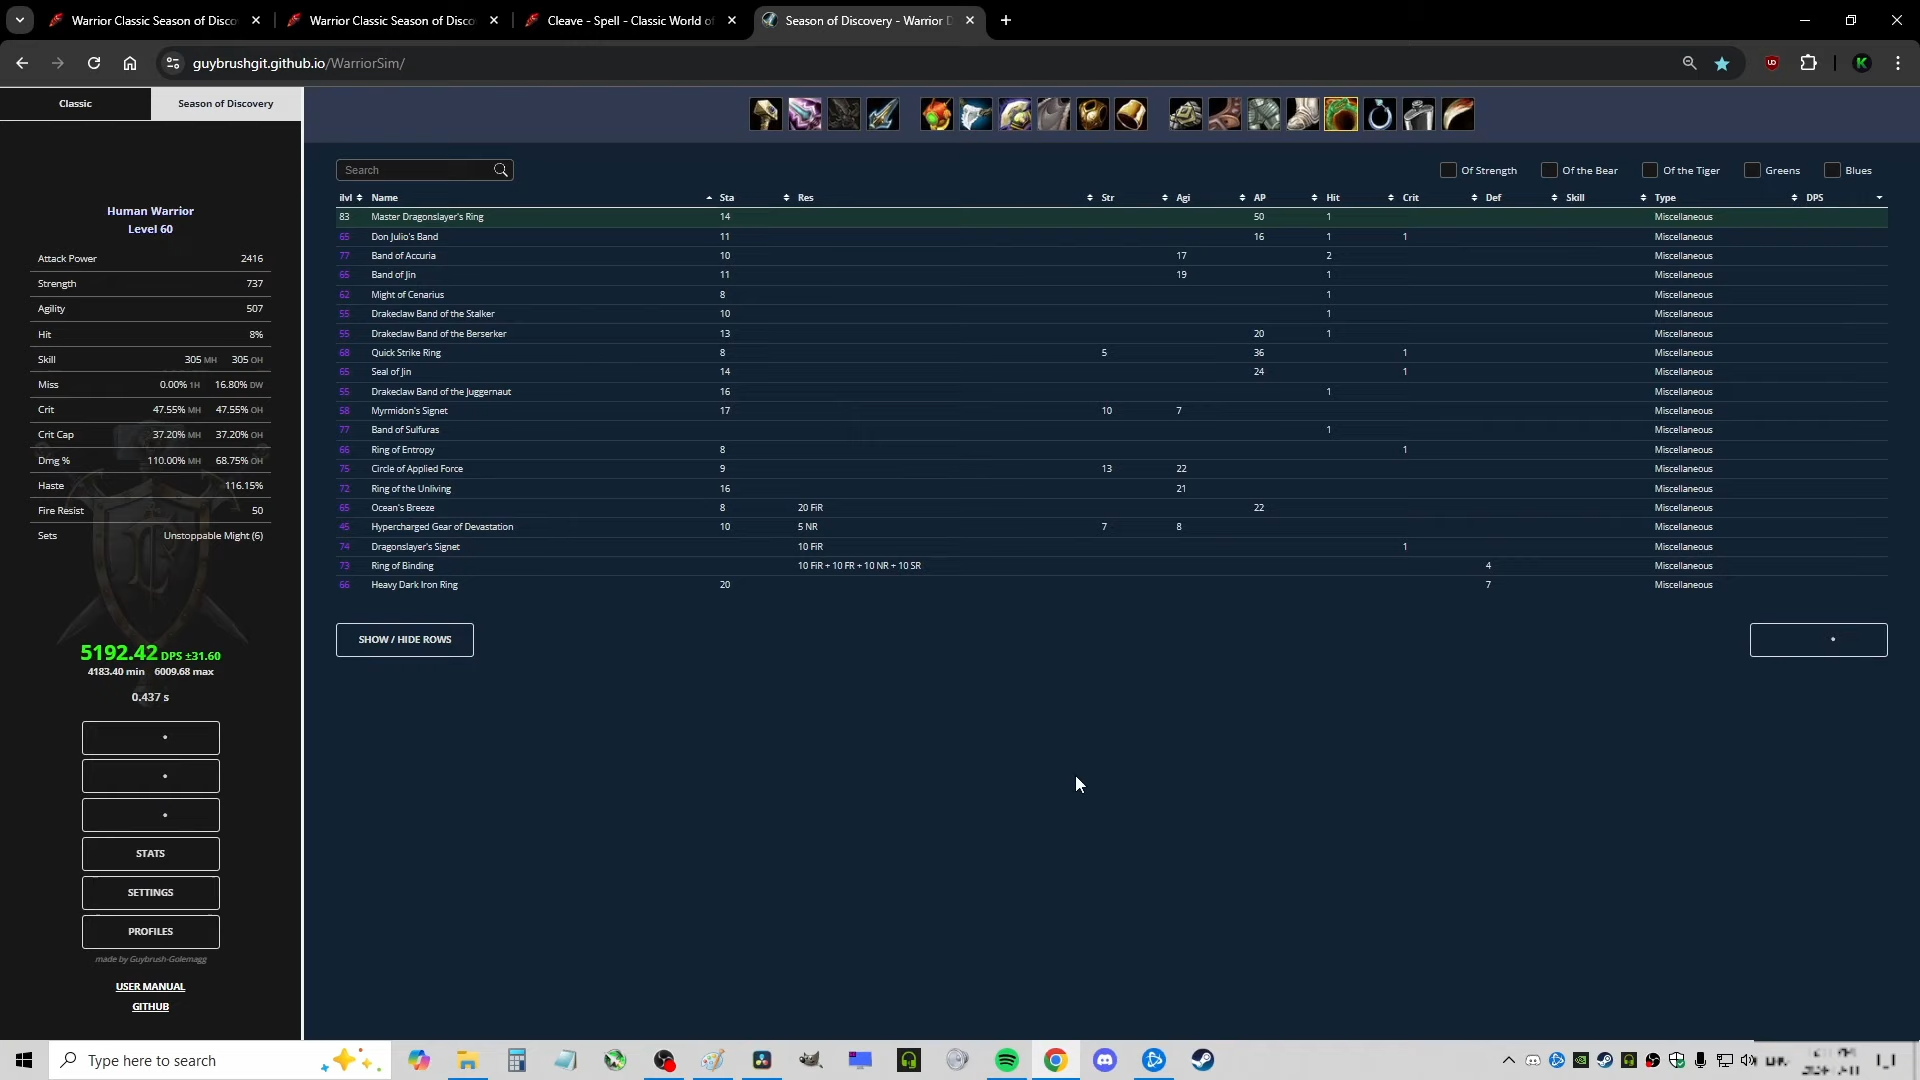 Warrior Classic Season of Disco
Warrior Classic Season of Disco
Cleave - Spell - Classic World of
Season of Discovery - Warrior D
guybrushgit.github.io/WarriorSim/
K
Classic
Season of Discovery
Human Warrior
Level 60
Attack Power 2416
Strength 737
Agility 507
Hit 8%
Skill 305 MH 305 OH
Miss 0.00% 1H 16.80% DW
Crit 47.55% MH 47.55% OH
Crit Cap 37.20% MH 37.20% OH
Dmg % 110.00% MH 68.75% OH
Haste 116.15%
Fire Resist 50
Sets Unstoppable Might (6)
5192.42 DPS ±31.60
4183.40 min 6009.68 max
0.437 s
STATS
SETTINGS
PROFILES
made by Guybrush-Golemagg
USER MANUAL
GITHUB
Search
Of Strength
Of the Bear
Of the Tiger
Greens
Blues
ilvl Name Sta Res Str Agi AP Hit Crit Def Skill Type DPS
83 Master Dragonslayer's Ring 14 50 1 Miscellaneous
65 Don Julio's Band 11 16 1 1 Miscellaneous
77 Band of Accuria 10 17 2 Miscellaneous
65 Band of Jin 11 19 1 Miscellaneous
62 Might of Cenarius 8 1 Miscellaneous
55 Drakeclaw Band of the Stalker 10 1 Miscellaneous
55 Drakeclaw Band of the Berserker 13 20 1 Miscellaneous
68 Quick Strike Ring 8 5 36 1 Miscellaneous
65 Seal of Jin 14 24 1 Miscellaneous
55 Drakeclaw Band of the Juggernaut 16 1 Miscellaneous
58 Myrmidon's Signet 17 10 7 Miscellaneous
77 Band of Sulfuras 1 Miscellaneous
66 Ring of Entropy 8 1 Miscellaneous
75 Circle of Applied Force 9 13 22 Miscellaneous
72 Ring of the Unliving 16 21 Miscellaneous
65 Ocean's Breeze 8 20 FiR 22 Miscellaneous
45 Hypercharged Gear of Devastation 10 5 NR 7 8 Miscellaneous
74 Dragonslayer's Signet 10 FiR 1 Miscellaneous
73 Ring of Binding 10 FiR + 10 FR + 10 NR + 10 SR 4 Miscellaneous
66 Heavy Dark Iron Ring 20 7 Miscellaneous
SHOW / HIDE ROWS
Type here to search